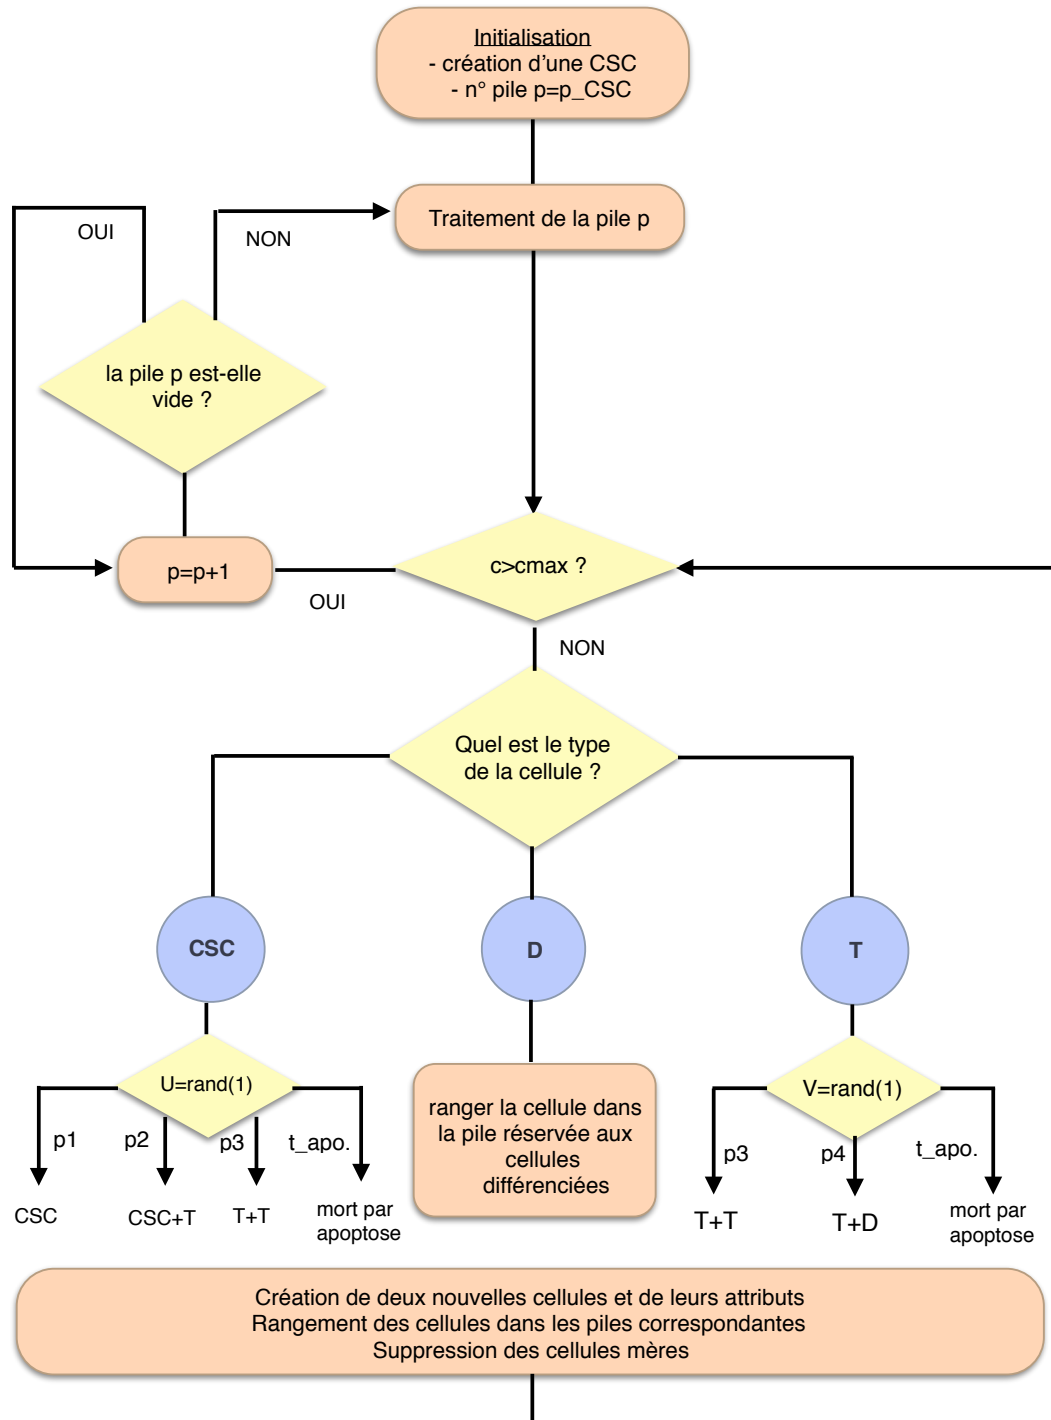 Initialisation
- création d'une CSC
- n° pile p=p_CSC
Traitement de la pile p
OUI
NON
la pile p est-elle
vide ?
p=p+1
c>cmax ?
OUI
NON
Quel est le type
de la cellule ?
CSC
D
T
U=rand(1)
V=rand(1)
p1
p2
p3
t_apo.
CSC
CSC+T
T+T
mort par
apoptose
ranger la cellule dans
la pile réservée aux
cellules
différenciées
p3
p4
t_apo.
T+T
T+D
mort par
apoptose
Création de deux nouvelles cellules et de leurs attributs
Rangement des cellules dans les piles correspondantes
Suppression des cellules mères